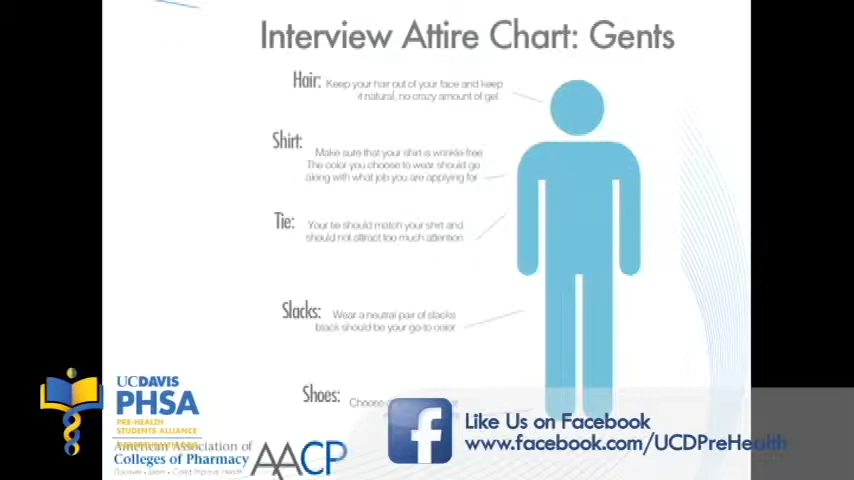 Interview Attire Chart: Gents
Hair: Keep your hair out of your face and keep
it natural, no crazy amount of gel
Shirt:
Make sure that your shirt is wrinkle-free
The color you choose to wear should go
along with what job you are applying for
Tie: Your tie should match your shirt and
should not attract too much attention
Slacks: Wear a neutral pair of slacks
black should be your go-to color
Shoes: Choose
UCDAVIS
PHSA
PRE-HEALTH
STUDENTS ALLIANCE
American Association of
Colleges of Pharmacy
AACP
Like Us on Facebook
www.facebook.com/UCDPreHealth